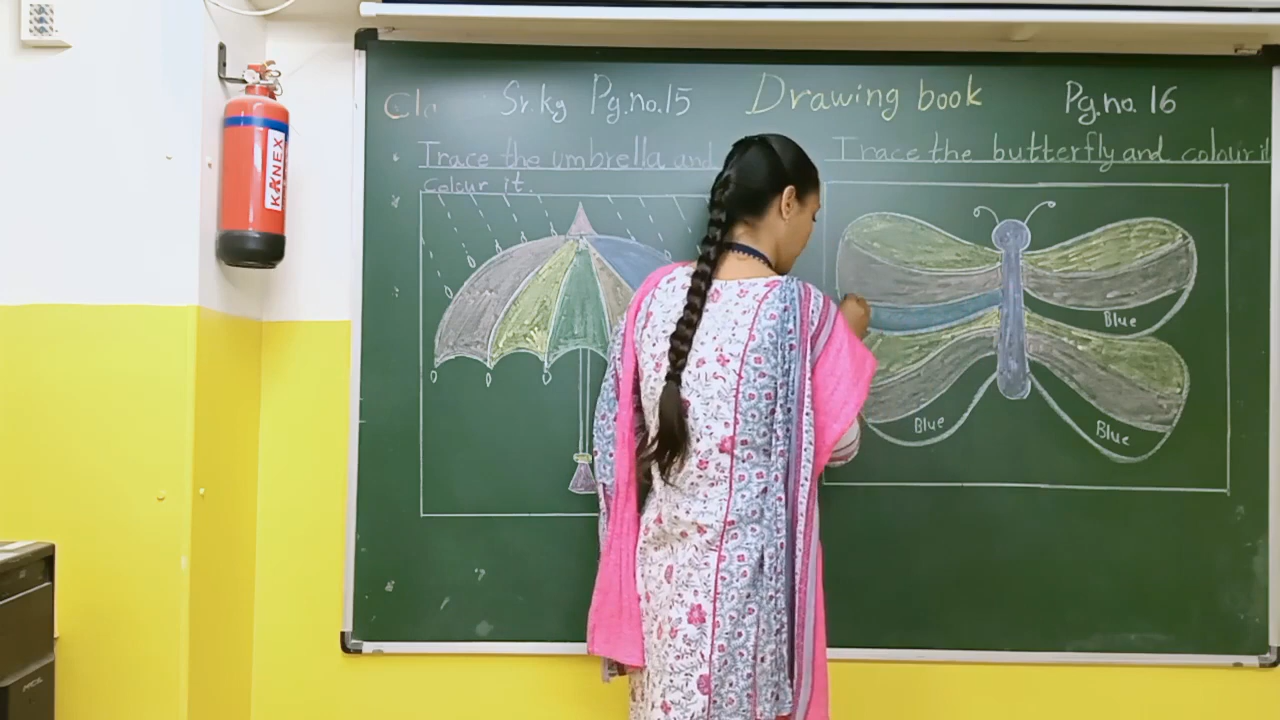 Cla Sr.kg Pg.no.15 Drawing book Pg.no. 16
Trace the umbrella and
colour it.
Trace the butterfly and colour it
Blue
Blue
Blue
KANEX